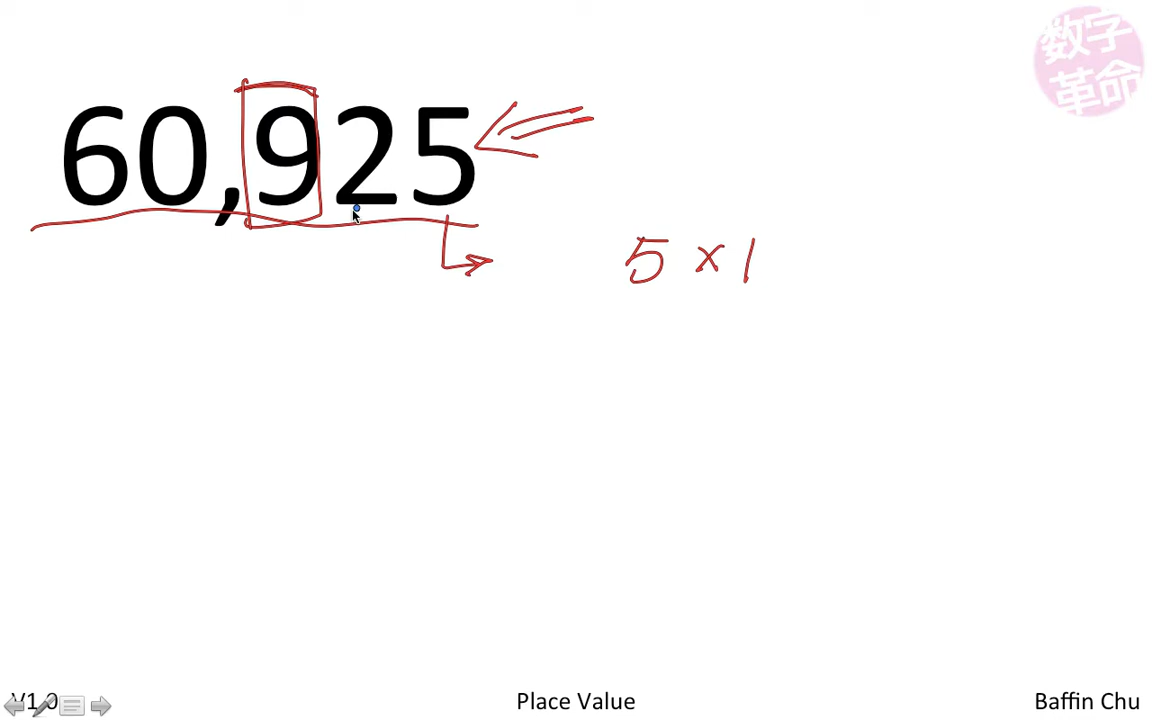 数字
革命
60,925
5 × 1
V1.0
Place Value
Baffin Chu